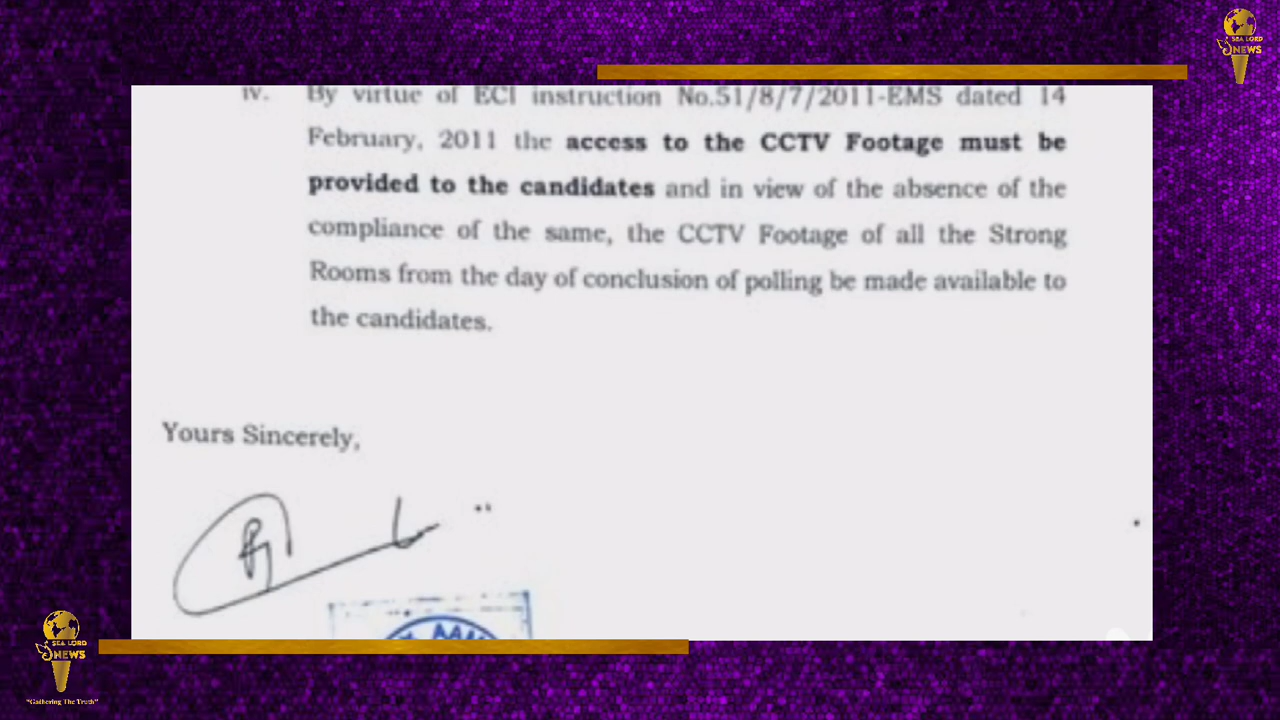 SEA LORD
NEWS
iv. By virtue of ECI instruction No.51/8/7/2011-EMS dated 14
February, 2011 the access to the CCTV Footage must be
provided to the candidates and in view of the absence of the
compliance of the same, the CCTV Footage of all the Strong
Rooms from the day of conclusion of polling be made available to
the candidates.
Yours Sincerely,
AAM
SEA LORD
NEWS
"Gathering The Truth"